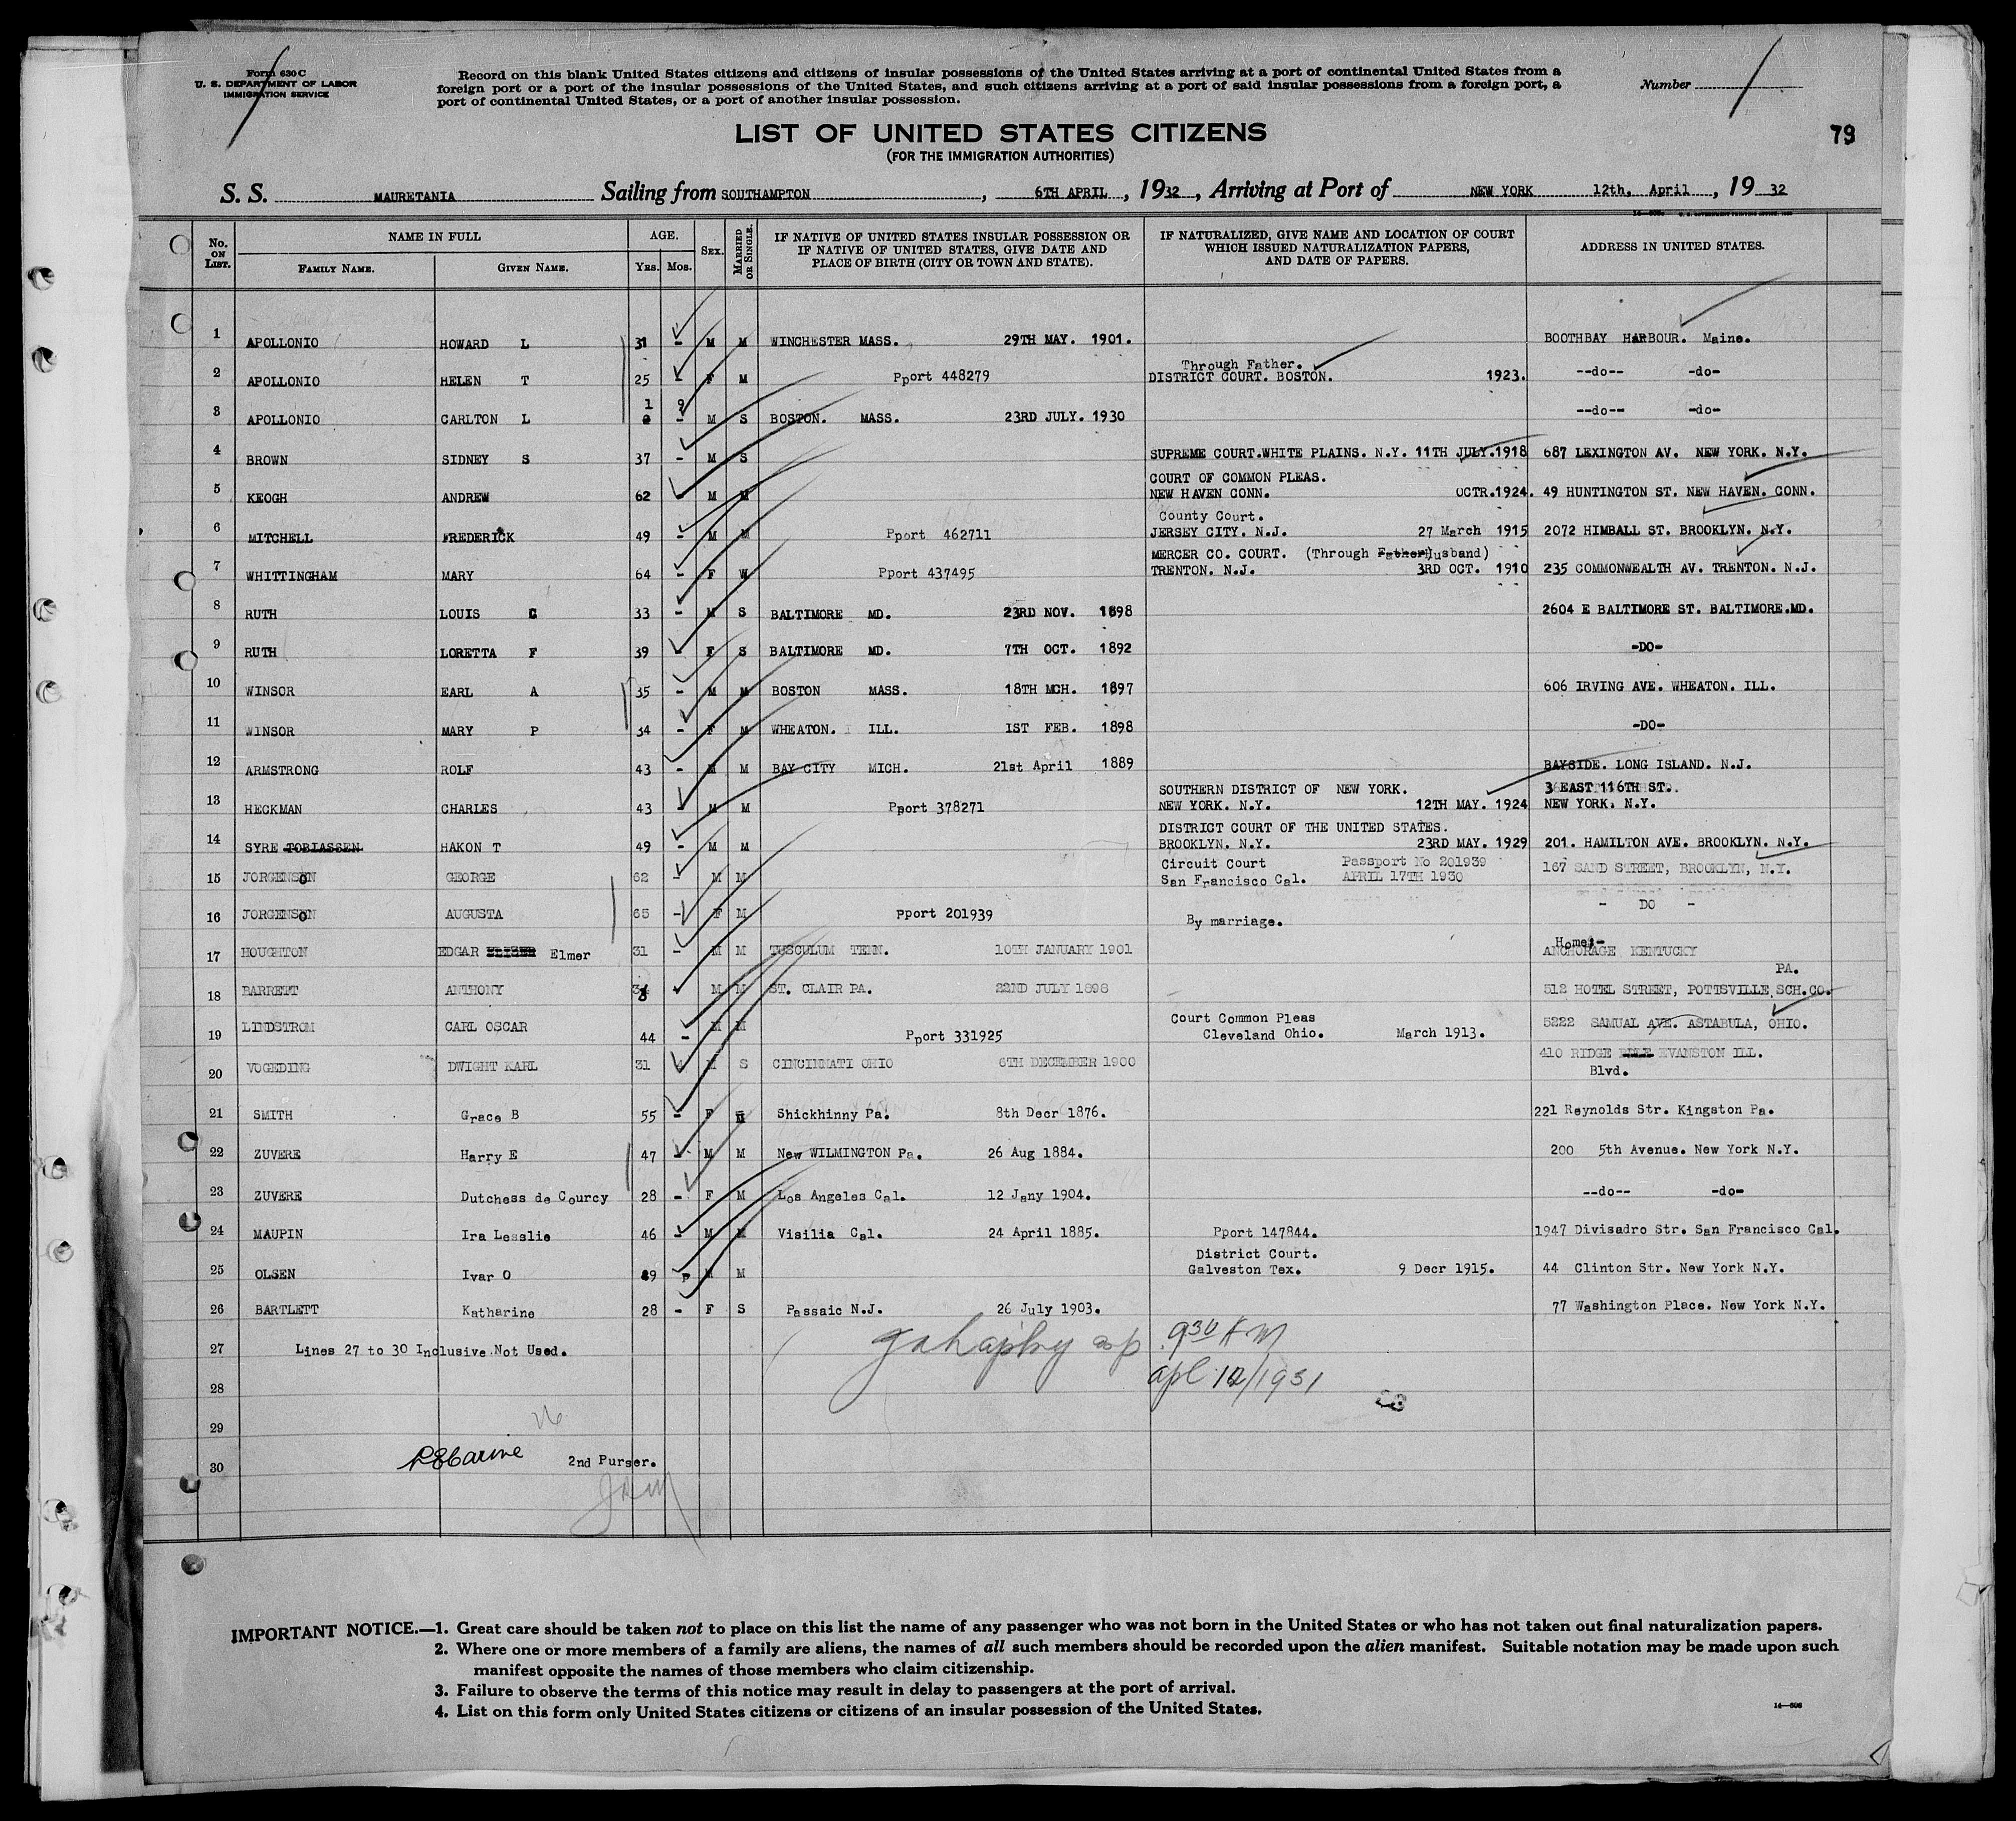 Form 630 C
U. S. DEPARTMENT OF LABOR
IMMIGRATION SERVICE
Record on this blank United States citizens and citizens of insular possessions of the United States arriving at a port of continental United States from a
foreign port or a port of the insular possessions of the United States, and such citizens arriving at a port of said insular possessions from a foreign port, a
port of continental United States, or a port of another insular possession.
Number
LIST OF UNITED STATES CITIZENS
(FOR THE IMMIGRATION AUTHORITIES)
79
S. S. MAURETANIA Sailing from SOUTHAMPTON, 6TH APRIL, 1932, Arriving at Port of NEW YORK 12th. April, 1932
No. ON LIST. NAME IN FULL FAMILY NAME. GIVEN NAME. AGE. YRS. MOS. SEX. MARRIED OR SINGLE. IF NATIVE OF UNITED STATES INSULAR POSSESSION OR IF NATIVE OF UNITED STATES, GIVE DATE AND PLACE OF BIRTH (CITY OR TOWN AND STATE). IF NATURALIZED, GIVE NAME AND LOCATION OF COURT WHICH ISSUED NATURALIZATION PAPERS, AND DATE OF PAPERS. ADDRESS IN UNITED STATES.
1 APOLLONIO HOWARD L 31 - M M WINCHESTER MASS. 29TH MAY. 1901. BOOTHBAY HARBOUR. Maine.
2 APOLLONIO HELEN T 25 - F M Pport 448279 Through Father. DISTRICT COURT. BOSTON. 1923. --do-- -do-
3 APOLLONIO CARLTON L 1 9 M S BOSTON. MASS. 23RD JULY. 1930 --do-- -do-
4 BROWN SIDNEY S 37 - M S SUPREME COURT.WHITE PLAINS. N.Y. 11TH JULY.1918 687 LEXINGTON AV. NEW YORK. N.Y.
5 KEOGH ANDREW 62 - M M COURT OF COMMON PLEAS. NEW HAVEN CONN. OCTR.1924. 49 HUNTINGTON ST. NEW HAVEN. CONN.
6 MITCHELL FREDERICK 49 - M M Pport 462711 County Court. JERSEY CITY. N.J. 27 March 1915 2072 HIMBALL ST. BROOKLYN. N.Y.
7 WHITTINGHAM MARY 64 - F W Pport 437495 MERCER CO. COURT. (Through Father Husband) TRENTON. N.J. 3RD OCT. 1910 235 COMMONWEALTH AV. TRENTON. N.J.
8 RUTH LOUIS C 33 - M S BALTIMORE MD. 23RD NOV. 1898 2604 E BALTIMORE ST. BALTIMORE.MD.
9 RUTH LORETTA F 39 - F S BALTIMORE MD. 7TH OCT. 1892 -DO-
10 WINSOR EARL A 35 - M M BOSTON MASS. 18TH MCH. 1897 606 IRVING AVE. WHEATON. ILL.
11 WINSOR MARY P 34 - F M WHEATON. ILL. 1ST FEB. 1898 -DO-
12 ARMSTRONG ROLF 43 - M M BAY CITY MICH. 21st April 1889 BAYSIDE. LONG ISLAND. N.J.
13 HECKMAN CHARLES 43 - M M Pport 378271 SOUTHERN DISTRICT OF NEW YORK. NEW YORK. N.Y. 12TH MAY. 1924 3 EAST 116TH ST. NEW YORK. N.Y.
14 SYRE TOBIASSEN HAKON T 49 - M M DISTRICT COURT OF THE UNITED STATES. BROOKLYN. N.Y. 23RD MAY. 1929 201. HAMILTON AVE. BROOKLYN. N.Y.
15 JORGENSON GEORGE 62 - M M Circuit Court San Francisco Cal. Passport No 201939 APRIL 17TH 1930 167 SAND STREET, BROOKLYN, N.Y.
16 JORGENSON AUGUSTA 65 - F M Pport 201939 By marriage. - DO -
17 HOUGHTON EDGAR Elmer 31 - M M TUSCULUM TENN. 10TH JANUARY 1901 Home:- ANCHORAGE KENTUCKY
18 BARRETT ANTHONY M M ST. CLAIR PA. 22ND JULY 1898 512 HOTEL STREET, POTTSVILLE SCH.CO. PA.
19 LINDSTROM CARL OSCAR 44 - M M Pport 331925 Court Common Pleas Cleveland Ohio. March 1913. 5222 SAMUAL AVE. ASTABULA, OHIO.
20 VOGEDING DWIGHT KARL 31 M S CINCINNATI OHIO 6TH DECEMBER 1900 410 RIDGE EVANSTON ILL. Blvd.
21 SMITH Grace B 55 - F M Shickhinny Pa. 8th Decr 1876. 221 Reynolds Str. Kingston Pa.
22 ZUVERE Harry E 47 - M M New WILMINGTON Pa. 26 Aug 1884. 200 5th Avenue. New York N.Y.
23 ZUVERE Dutchess de Courcy 28 - F M Los Angeles Cal. 12 Jany 1904. --do-- -do-
24 MAUPIN Ira Lesslie 46 - M M Visilia Cal. 24 April 1885. Pport 147844. 1947 Divisadro Str. San Francisco Cal.
25 OLSEN Ivar O 49 - M M District Court. Galveston Tex. 9 Decr 1915. 44 Clinton Str. New York N.Y.
26 BARTLETT Katharine 28 - F S Passaic N.J. 26 July 1903. 77 Washington Place. New York N.Y.
27 Lines 27 to 30 Inclusive Not Used. 9 30 AM
28 apl 12/1931
29
30 2nd Purser.
IMPORTANT NOTICE.—1. Great care should be taken not to place on this list the name of any passenger who was not born in the United States or who has not taken out final naturalization papers.
2. Where one or more members of a family are aliens, the names of all such members should be recorded upon the alien manifest. Suitable notation may be made upon such
manifest opposite the names of those members who claim citizenship.
3. Failure to observe the terms of this notice may result in delay to passengers at the port of arrival.
4. List on this form only United States citizens or citizens of an insular possession of the United States.